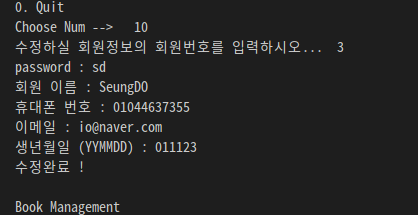 0. Quit
Choose Num --> 10
수정하실 회원정보의 회원번호를 입력하시오... 3
password : sd
회원 이름 : SeungDO
휴대폰 번호 : 01044637355
이메일 : io@naver.com
생년월일 (YYMMDD) : 011123
수정완료 !
Book Management